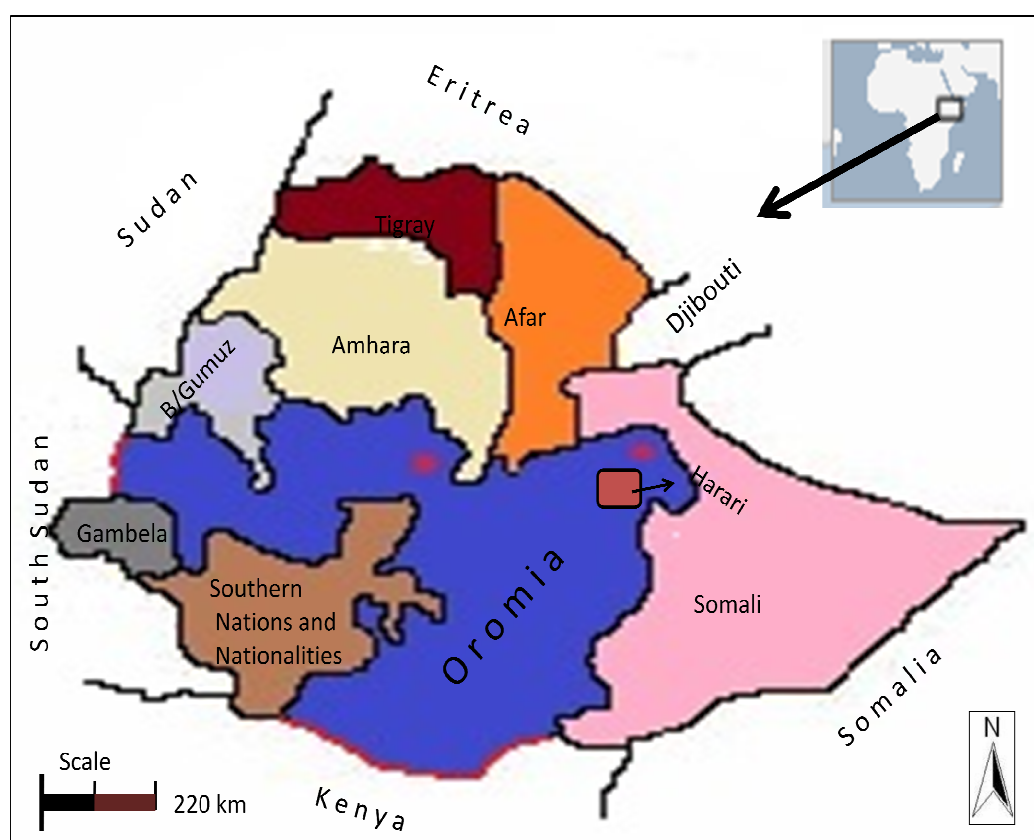 Eritrea
Sudan
Tigray
Djibouti
Afar
Amhara
B/Gumuz
South Sudan
Harari
Gambela
Oromia
Southern
Nations and
Nationalities
Somali
Somalia
N
Scale
220 km
Kenya